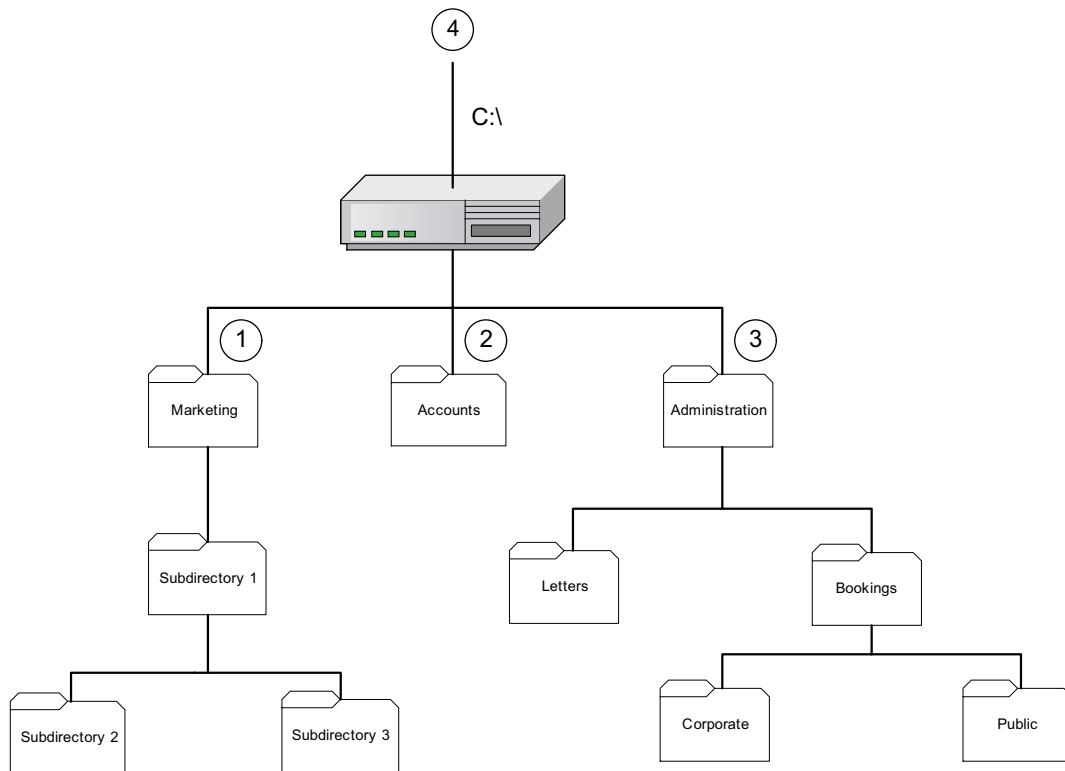 4
C:\
1
2
3
Marketing
Accounts
Administration
Subdirectory 1
Letters
Bookings
Subdirectory 2
Subdirectory 3
Corporate
Public